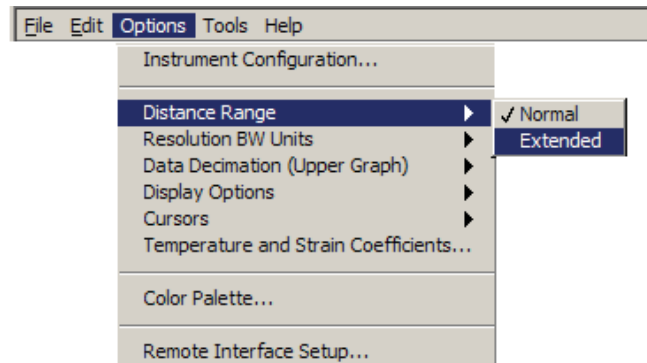 File Edit Options Tools Help
Instrument Configuration...
Distance Range
Normal
Resolution BW Units
Extended
Data Decimation (Upper Graph)
Display Options
Cursors
Temperature and Strain Coefficients...
Color Palette...
Remote Interface Setup...